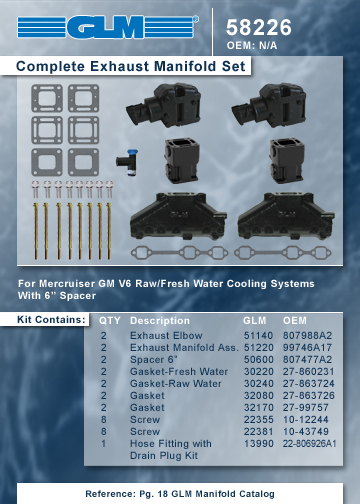 GLM®
58226
OEM: N/A
Complete Exhaust Manifold Set
GLM
GLM
For Mercruiser GM V6 Raw/Fresh Water Cooling Systems
With 6” Spacer
Kit Contains:
QTY Description GLM OEM
2 Exhaust Elbow 51140 807988A2
2 Exhaust Manifold Ass. 51220 99746A17
2 Spacer 6” 50600 807477A2
2 Gasket-Fresh Water 30220 27-860231
2 Gasket-Raw Water 30240 27-863724
2 Gasket 32080 27-863726
2 Gasket 32170 27-99757
8 Screw 22355 10-12244
8 Screw 22381 10-43749
1 Hose Fitting with 13990 22-806926A1
Drain Plug Kit
Reference: Pg. 18 GLM Manifold Catalog